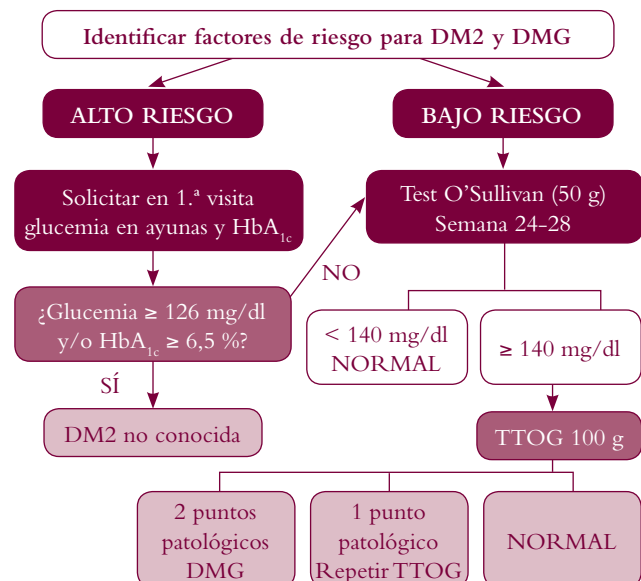 Identificar factores de riesgo para DM2 y DMG
ALTO RIESGO
BAJO RIESGO
Solicitar en 1.ª visita
glucemia en ayunas y HbA1c
Test O’Sullivan (50 g)
Semana 24-28
NO
¿Glucemia ≥ 126 mg/dl
y/o HbA1c ≥ 6,5 %?
< 140 mg/dl
NORMAL
≥ 140 mg/dl
SÍ
DM2 no conocida
TTOG 100 g
2 puntos
patológicos
DMG
1 punto
patológico
Repetir TTOG
NORMAL